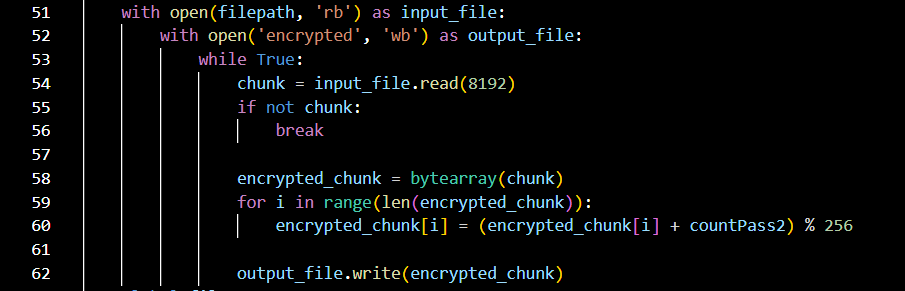 51 with open(filepath, 'rb') as input_file:
52 with open('encrypted', 'wb') as output_file:
53 while True:
54 chunk = input_file.read(8192)
55 if not chunk:
56 break
57
58 encrypted_chunk = bytearray(chunk)
59 for i in range(len(encrypted_chunk)):
60 encrypted_chunk[i] = (encrypted_chunk[i] + countPass2) % 256
61
62 output_file.write(encrypted_chunk)